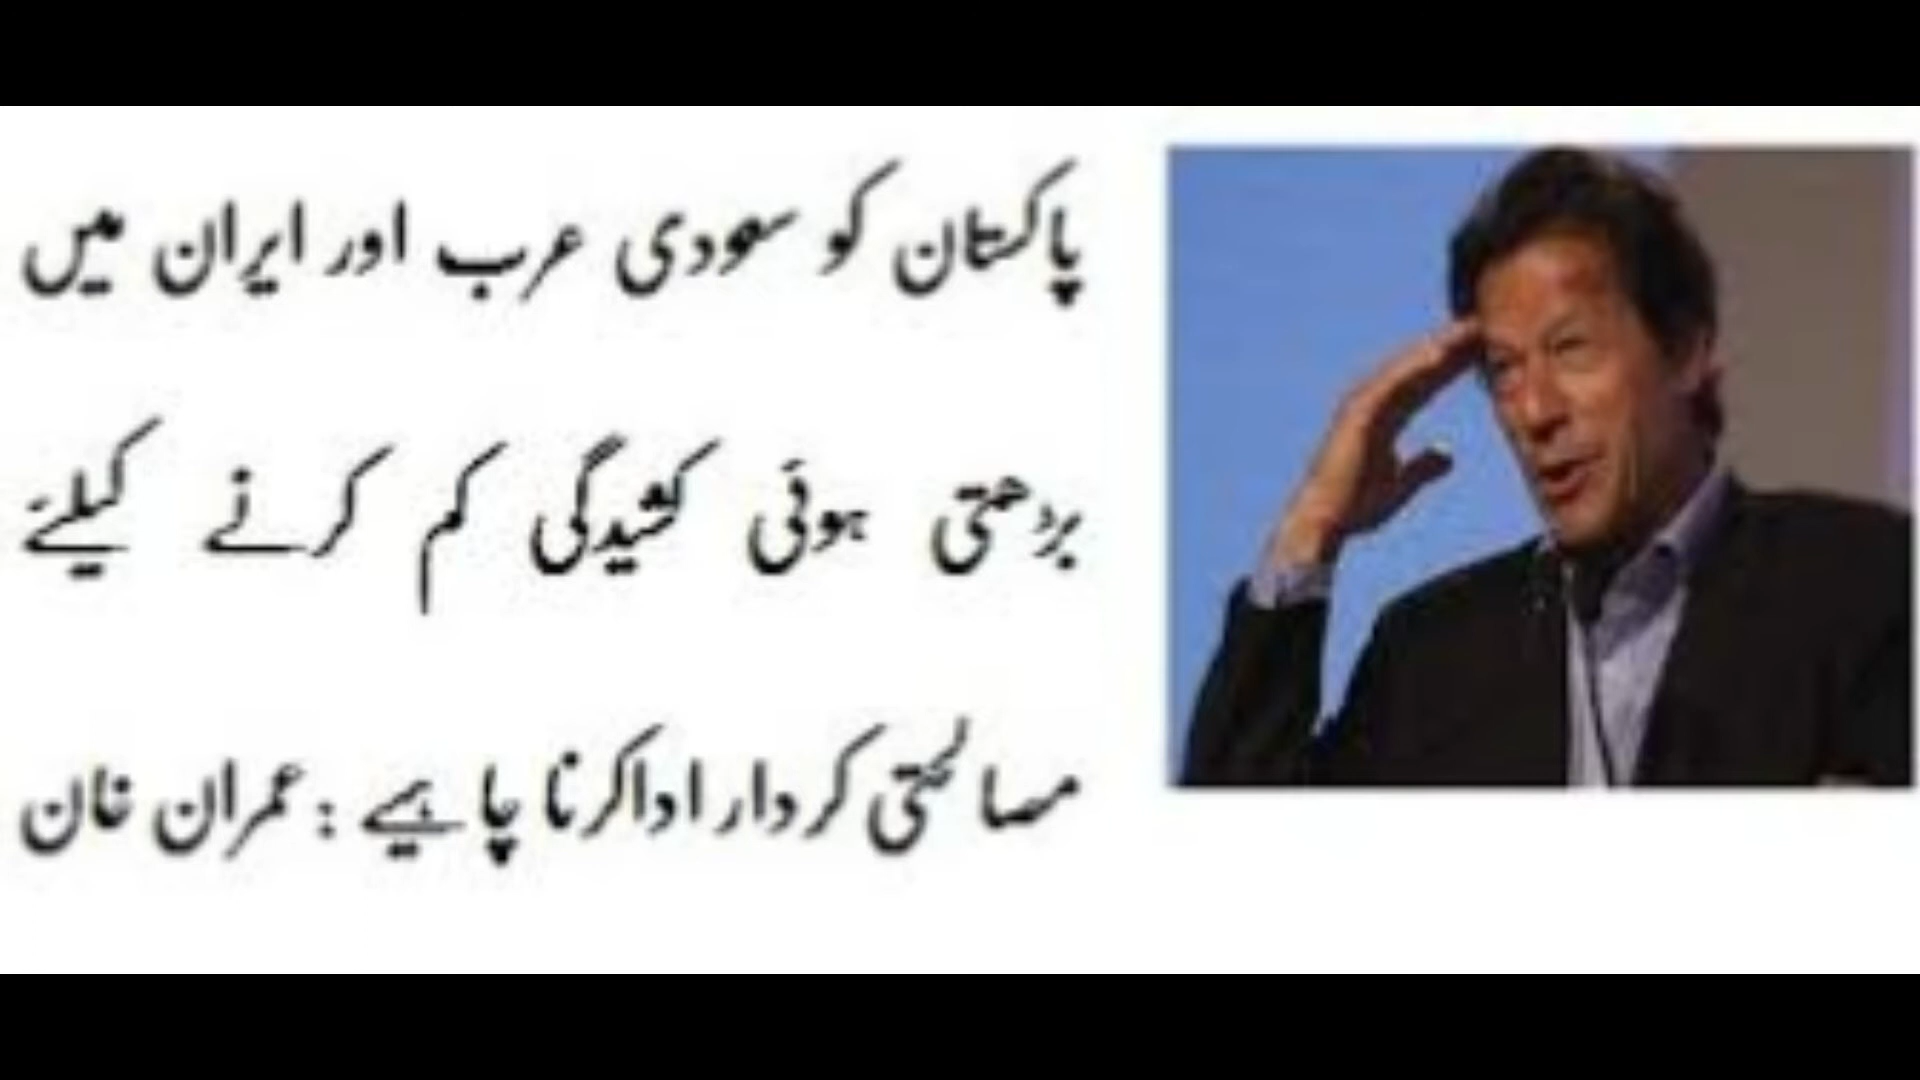 پاکستان کو سعودی عرب اور ایران میں
بڑھتی ہوئی کشیدگی کم کرنے کیلئے
مصالحتی کردار ادا کرنا چاہیے : عمران خان